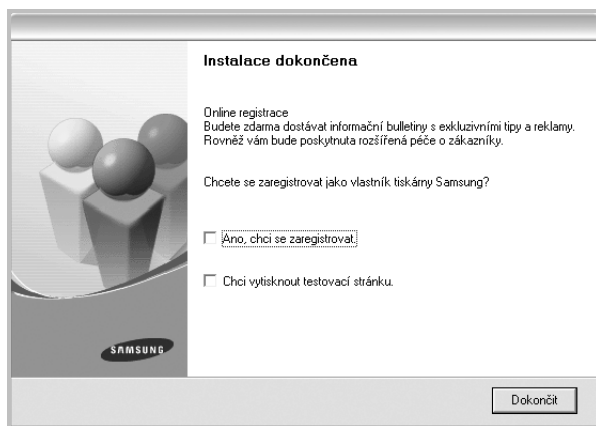 Instalace dokončena
Online registrace
Budete zdarma dostávat informační bulletiny s exkluzivními tipy a reklamy.
Rovněž vám bude poskytnuta rozšířená péče o zákazníky.
Chcete se zaregistrovat jako vlastník tiskárny Samsung?
Ano, chci se zaregistrovat.
Chci vytisknout testovací stránku.
SAMSUNG
Dokončit